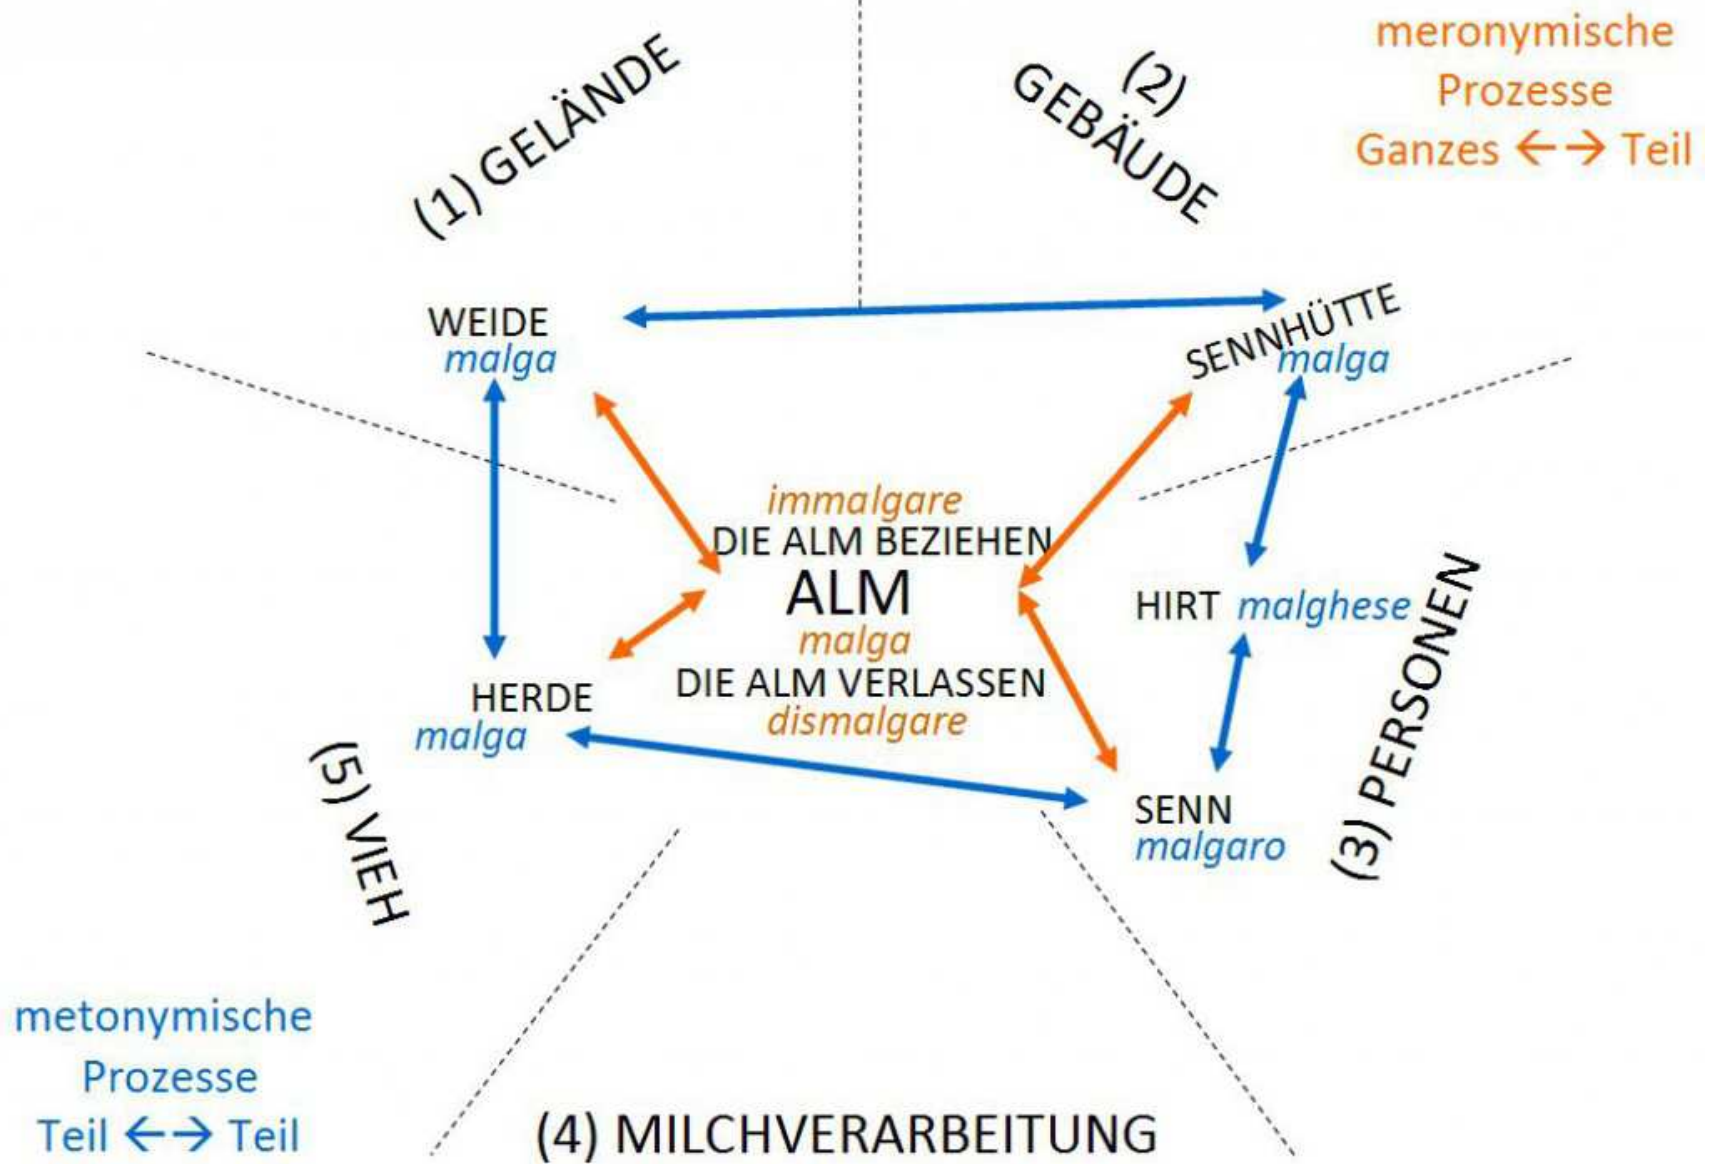 (1) GELÄNDE
(2)
GEBÄUDE
meronymische
Prozesse
Ganzes ←→ Teil
WEIDE
malga
SENNHÜTTE
malga
immalgare
DIE ALM BEZIEHEN
ALM
malga
DIE ALM VERLASSEN
dismalgare
HIRT malghese
(3) PERSONEN
HERDE
malga
SENN
malgaro
(5) VIEH
metonymische
Prozesse
Teil ←→ Teil
(4) MILCHVERARBEITUNG